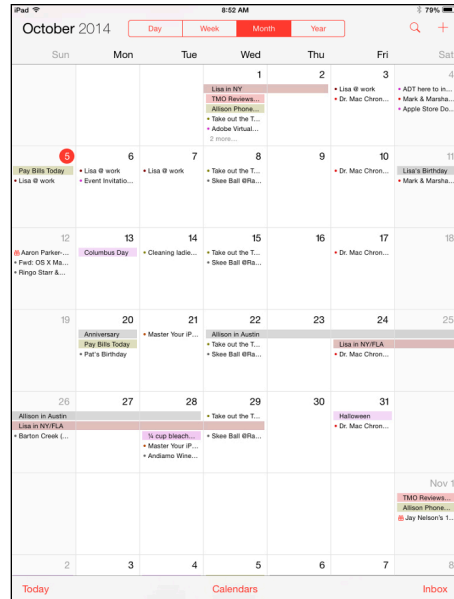 iPad 8:52 AM 79%
October 2014 Day Week Month Year
Sun Mon Tue Wed Thu Fri Sat
1 2 3 4
Lisa in NY
TMO Reviews...
Allison Phone...
Take out the T...
Adobe Virtual...
2 more...
Lisa @ work
Dr. Mac Chron...
ADT here to in...
Mark & Marsha...
Apple Store Do...
5 6 7 8 9 10 11
Pay Bills Today
Lisa @ work
Lisa @ work
Event Invitatio...
Lisa @ work
Take out the T...
Skee Ball @Ra...
Dr. Mac Chron...
Lisa's Birthday
Mark & Marsha...
12 13 14 15 16 17 18
Aaron Parker-...
Fwd: OS X Ma...
Ringo Starr &...
Columbus Day
Cleaning ladie...
Take out the T...
Skee Ball @Ra...
Dr. Mac Chron...
19 20 21 22 23 24 25
Anniversary
Pay Bills Today
Pat's Birthday
Master Your iP...
Allison in Austin
Take out the T...
Skee Ball @Ra...
Lisa in NY/FLA
Dr. Mac Chron...
26 27 28 29 30 31
Allison in Austin
Lisa in NY/FLA
Barton Creek (...
¼ cup bleach...
Master Your iP...
Andiamo Wine...
Take out the T...
Skee Ball @Ra...
Halloween
Dr. Mac Chron...
Nov 1
TMO Reviews...
Allison Phone...
Jay Nelson's 1...
2 3 4 5 6 7 8
Today Calendars Inbox